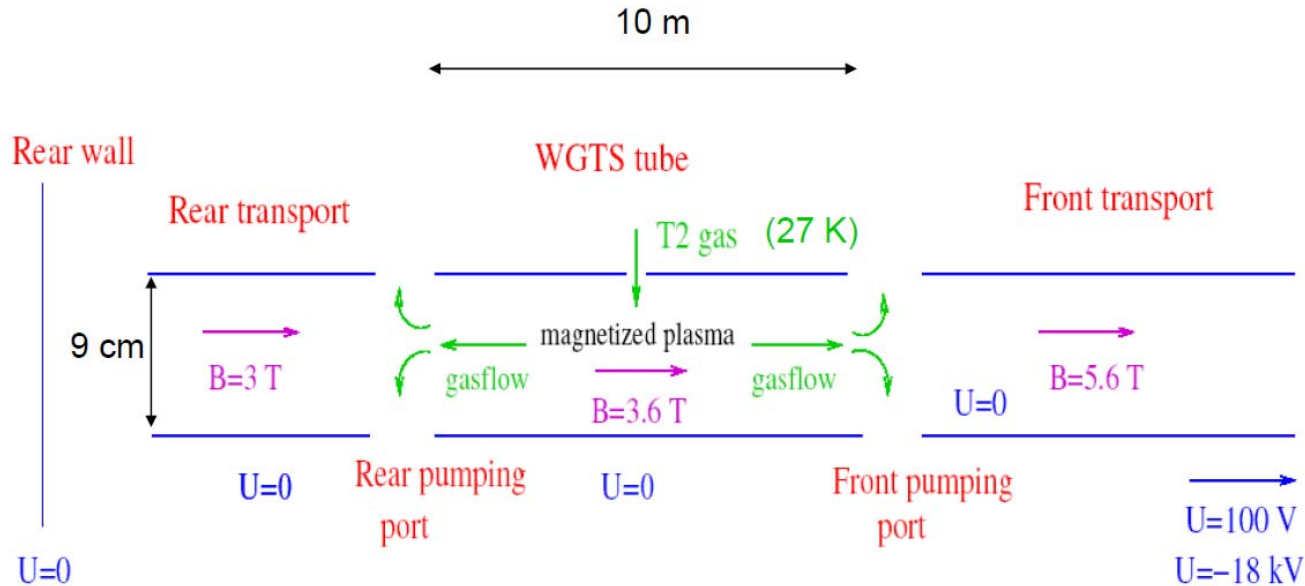 10 m
Rear wall
WGTS tube
Rear transport
Front transport
T2 gas (27 K)
9 cm
magnetized plasma
B=3 T
gasflow
gasflow
B=3.6 T
B=5.6 T
U=0
U=0
Rear pumping
port
U=0
Front pumping
port
U=100 V
U=0
U=-18 kV